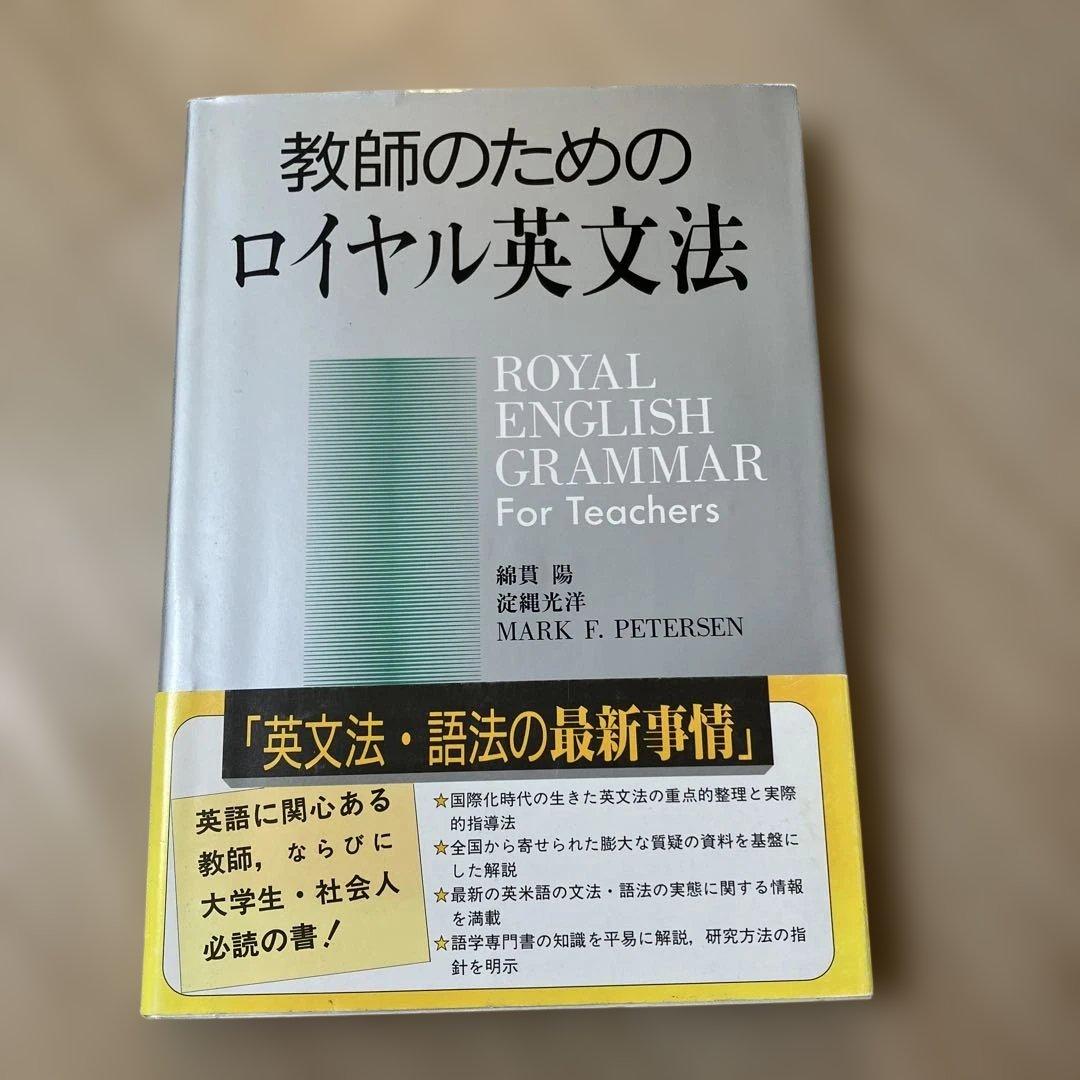 教師のための
ロイヤル英文法
ROYAL
ENGLISH
GRAMMAR
For Teachers
綿貫 陽
淀縄光洋
MARK F. PETERSEN
「英文法・語法の最新事情」
英語に関心ある
教師，ならびに
大学生・社会人
必読の書！
☆国際化時代の生きた英文法の重点的整理と実際
的指導法
☆全国から寄せられた膨大な質疑の資料を基盤に
した解説
☆最新の英米語の文法・語法の実態に関する情報
を満載
☆語学専門書の知識を平易に解説，研究方法の指
針を明示